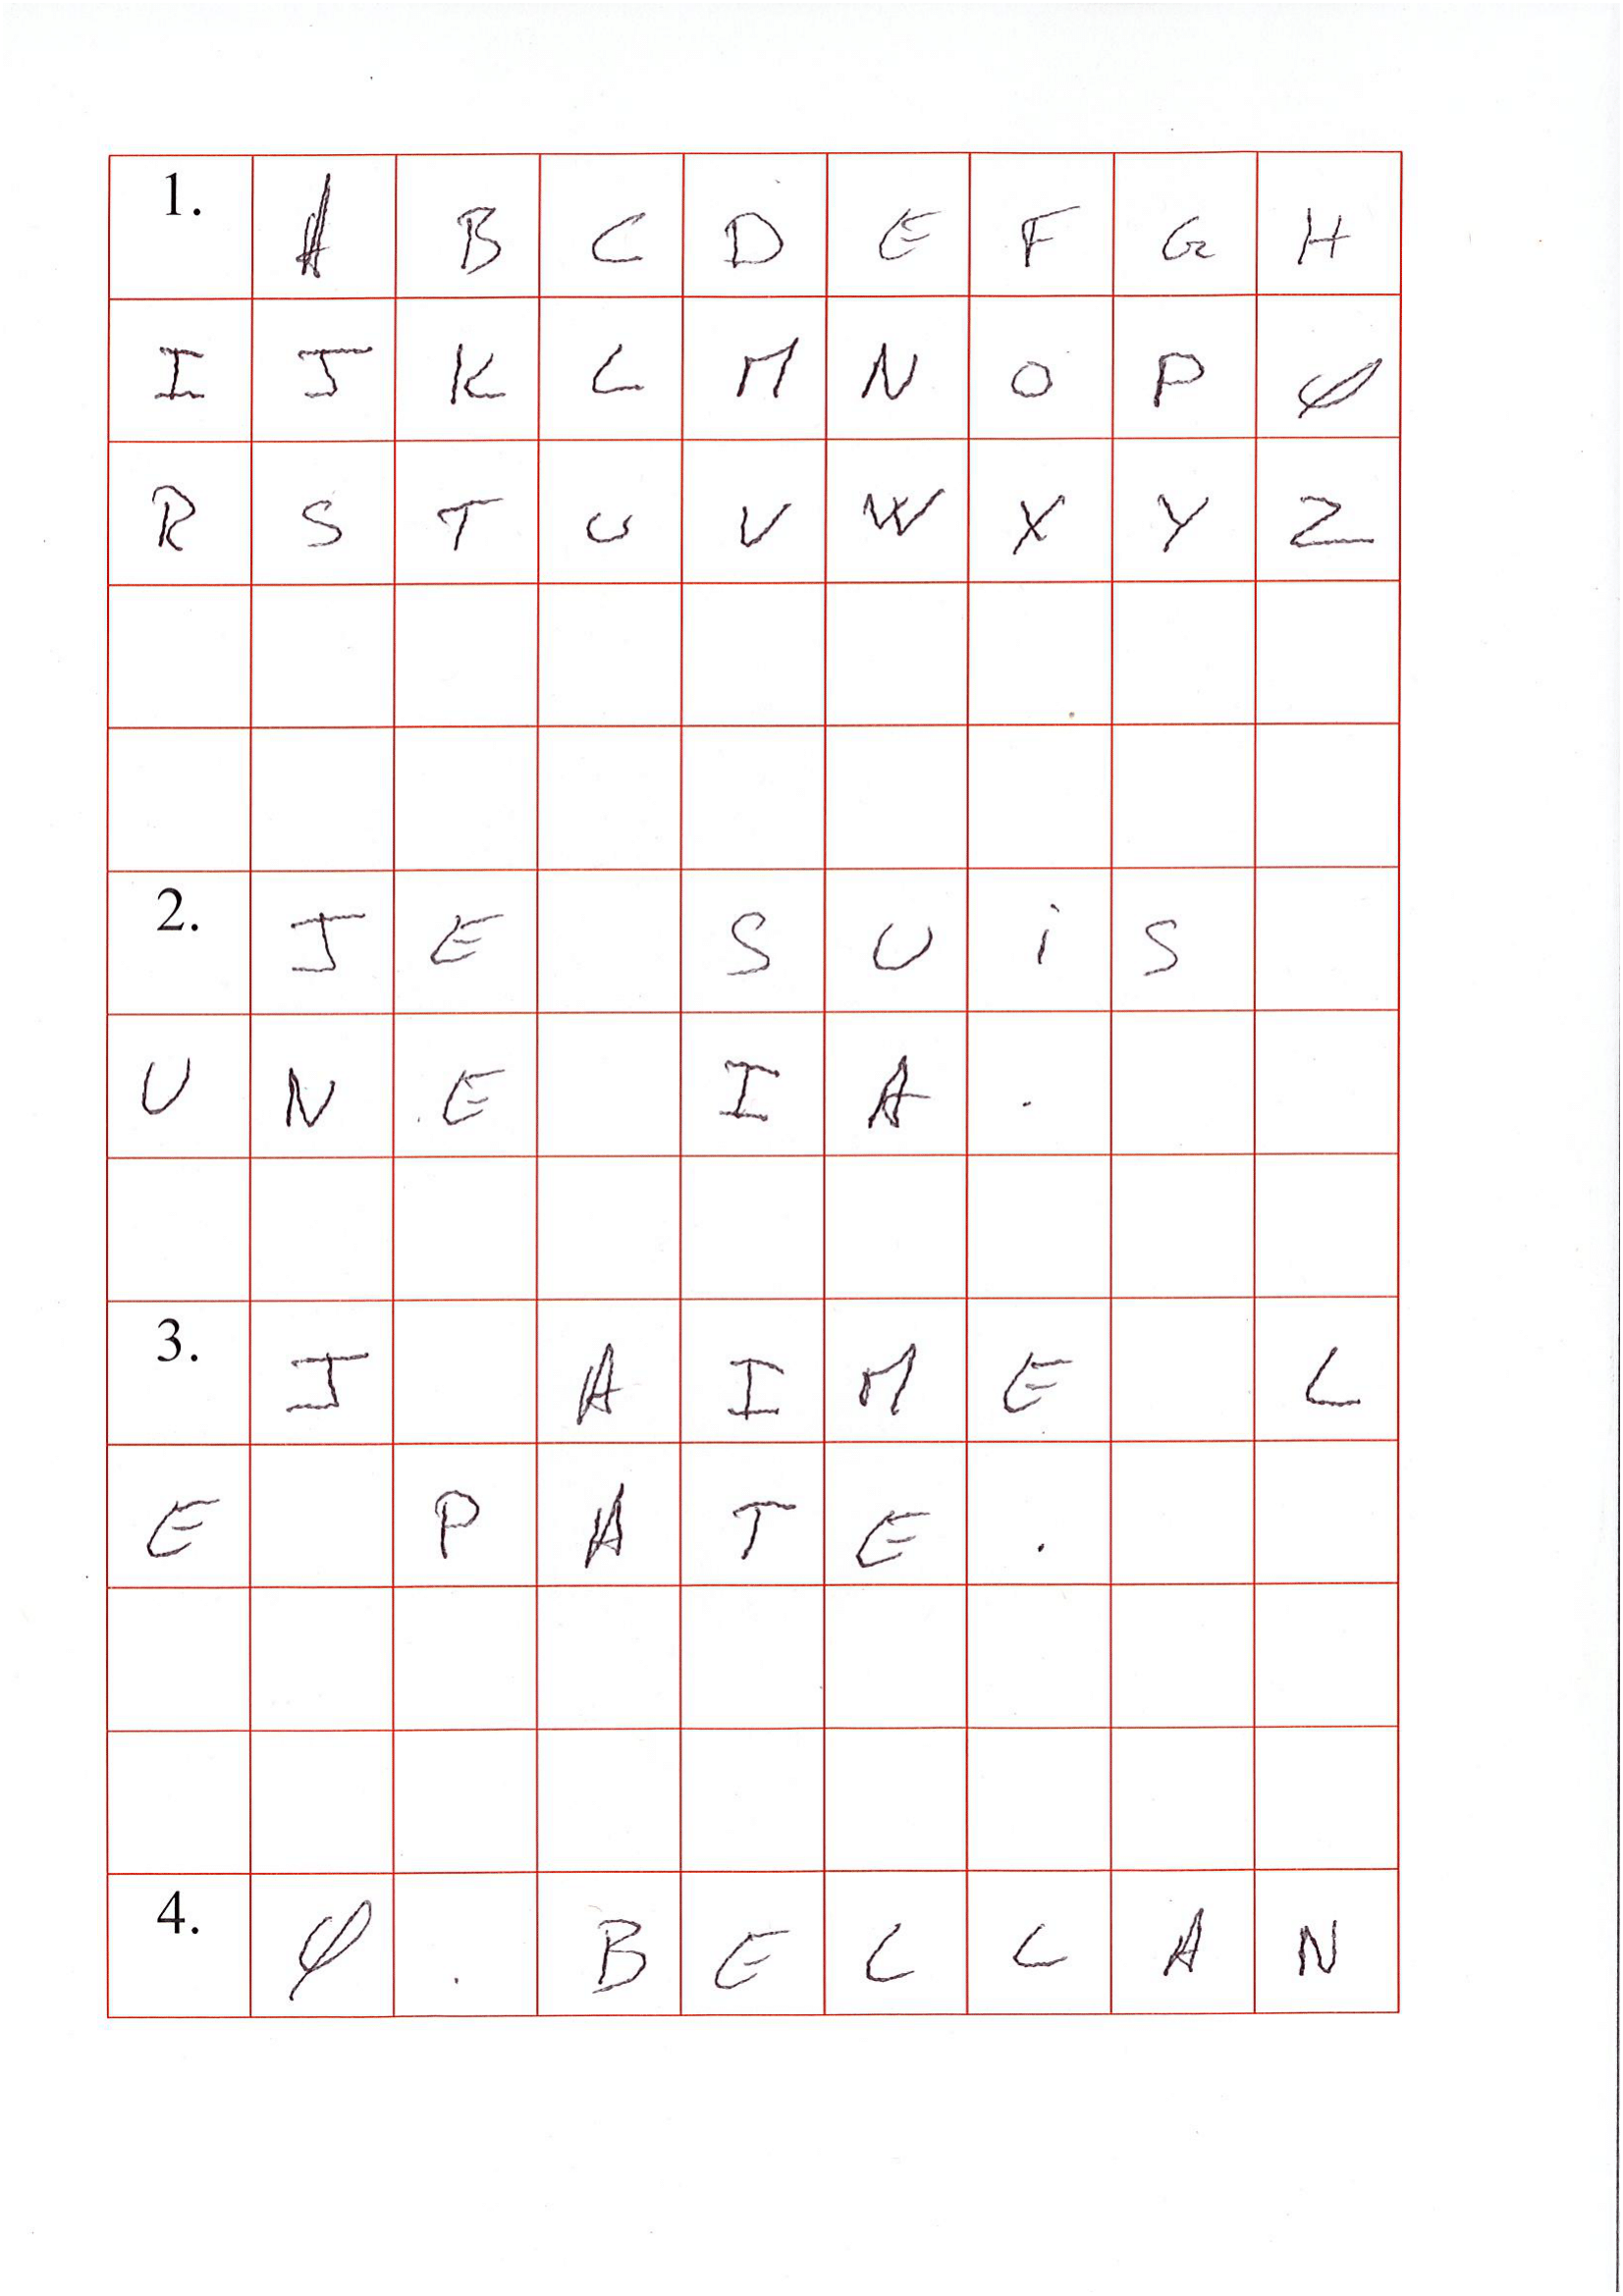 1. A B C D E F G H
I J K L M N O P Q
R S T U V W X Y Z
2. J E S U i S
U N E I A .
3. J A I M E L
E P A T E .
4. Q . B E L L A N